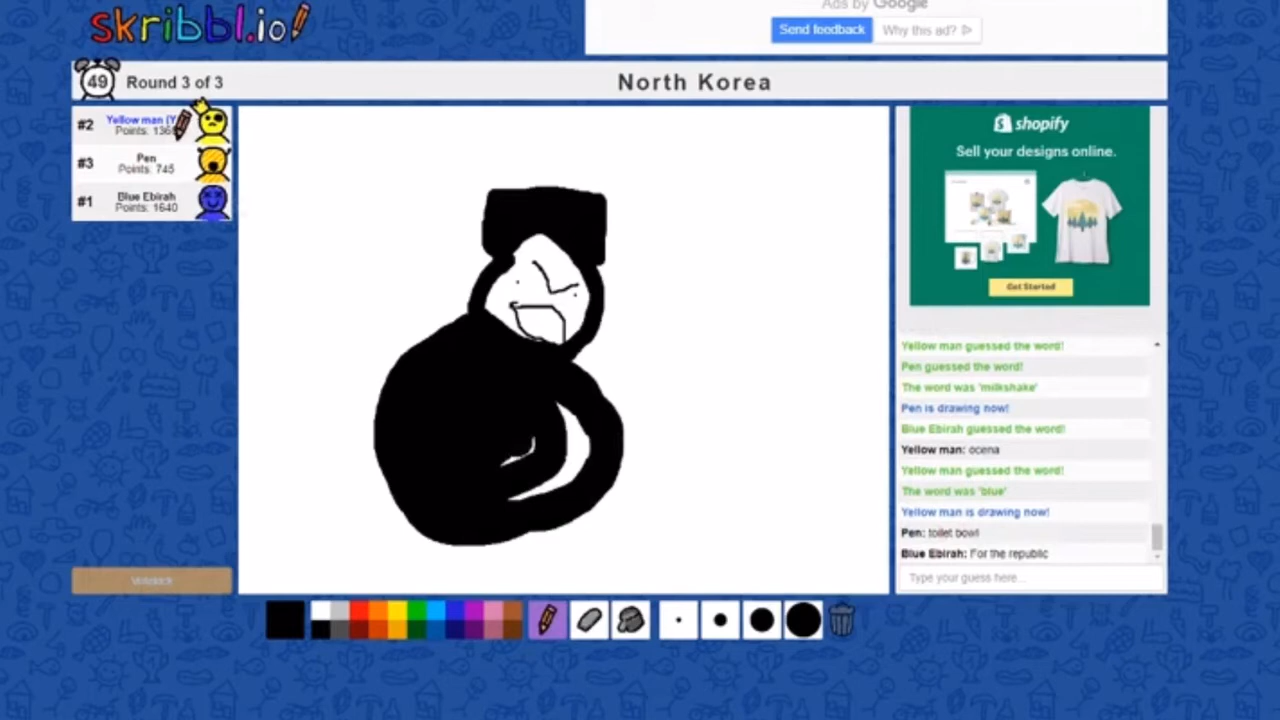 skribbl.io
Ads by Google
Send feedback
Why this ad?
49
Round 3 of 3
North Korea
#2
Yellow man (Y
Points: 136
#3
Pen
Points: 745
#1
Blue Ebirah
Points: 1640
shopify
Sell your designs online.
Get Started
Yellow man guessed the word!
Pen guessed the word!
The word was 'milkshake'
Pen is drawing now!
Blue Ebirah guessed the word!
Yellow man: ocena
Yellow man guessed the word!
The word was 'blue'
Yellow man is drawing now!
Pen: toilet bowl
Blue Ebirah: For the republic
Type your guess here...